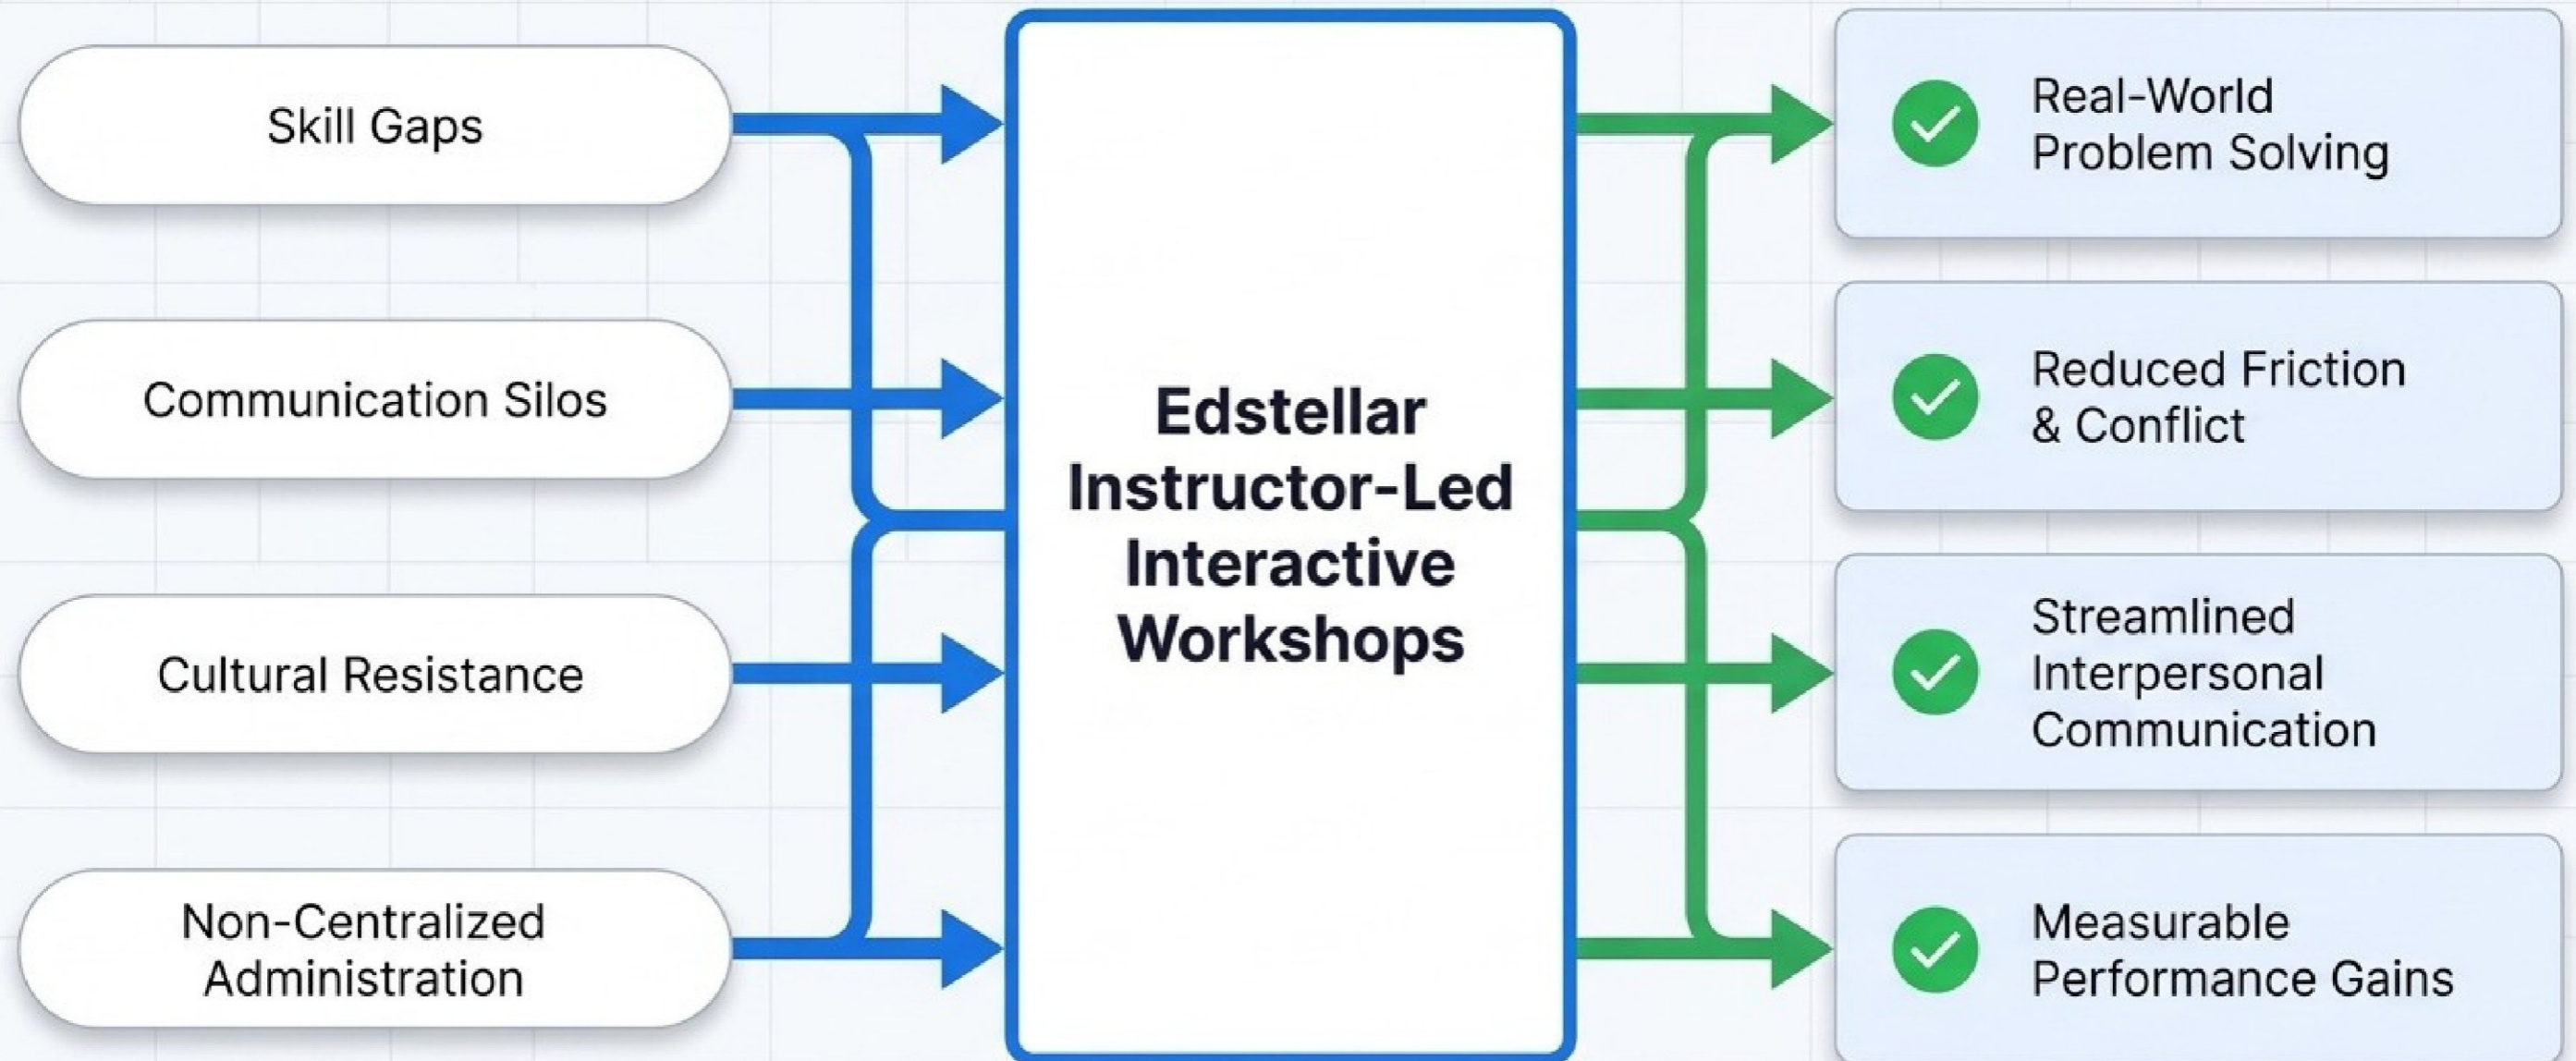 Skill Gaps
Communication Silos
Cultural Resistance
Non-Centralized
Administration
Edstellar
Instructor-Led
Interactive
Workshops
Real-World
Problem Solving
Reduced Friction
& Conflict
Streamlined
Interpersonal
Communication
Measurable
Performance Gains